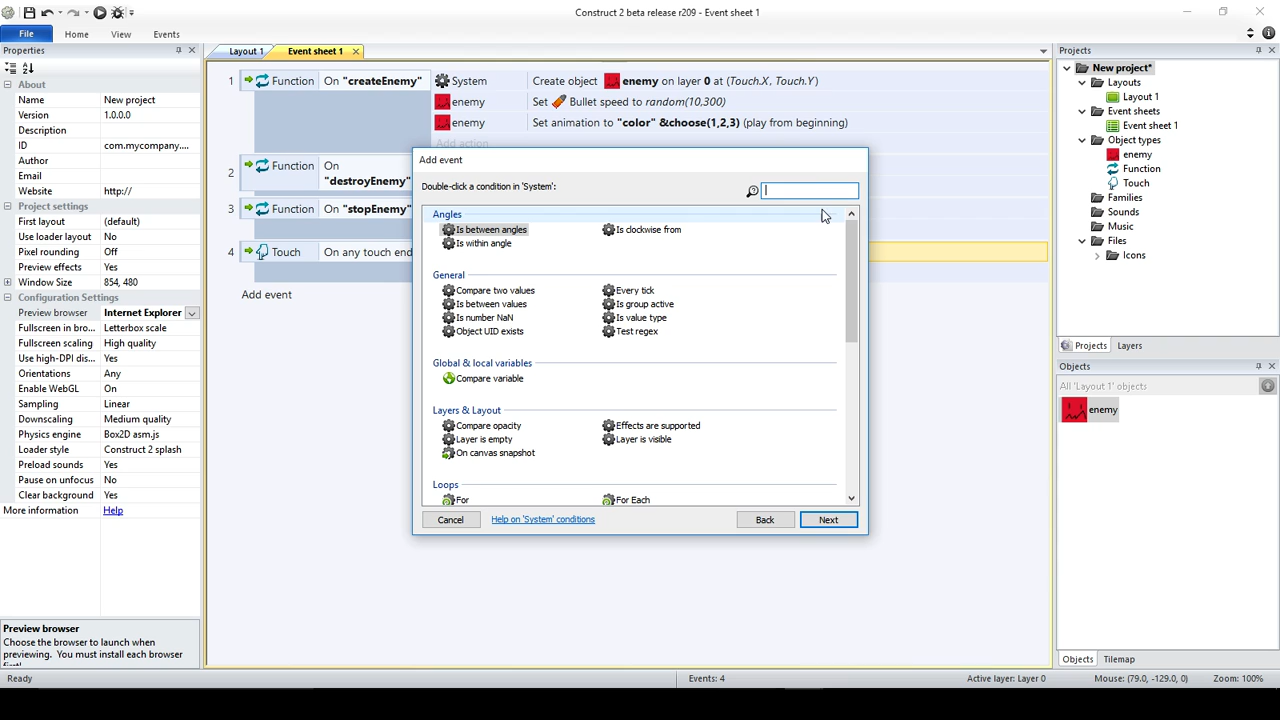 Construct 2 beta release r209 - Event sheet 1
File
Home
View
Events
Properties
About
Name New project
Version 1.0.0.0
Description
ID com.mycompany....
Author
Email
Website http://
Project settings
First layout (default)
Use loader layout No
Pixel rounding Off
Preview effects Yes
Window Size 854, 480
Configuration Settings
Preview browser Internet Explorer
Fullscreen in bro... Letterbox scale
Fullscreen scaling High quality
Use high-DPI dis... Yes
Orientations Any
Enable WebGL On
Sampling Linear
Downscaling Medium quality
Physics engine Box2D asm.js
Loader style Construct 2 splash
Preload sounds Yes
Pause on unfocus No
Clear background Yes
More information Help
Preview browser
Choose the browser to launch when
previewing. You must install each browser
Layout 1
Event sheet 1
1 Function On "createEnemy" System Create object enemy on layer 0 at (Touch.X, Touch.Y)
enemy Set Bullet speed to random(10,300)
enemy Set animation to "color" &choose(1,2,3) (play from beginning)
Add action
2 Function On
"destroyEnemy"
3 Function On "stopEnemy"
4 Touch On any touch end
Add event
Add event
Double-click a condition in 'System':
Angles
Is between angles Is clockwise from
Is within angle
General
Compare two values Every tick
Is between values Is group active
Is number NaN Is value type
Object UID exists Test regex
Global & local variables
Compare variable
Layers & Layout
Compare opacity Effects are supported
Layer is empty Layer is visible
On canvas snapshot
Loops
For For Each
Cancel Help on 'System' conditions Back Next
Projects
New project*
Layouts
Layout 1
Event sheets
Event sheet 1
Object types
enemy
Function
Touch
Families
Sounds
Music
Files
Icons
Projects Layers
Objects
All 'Layout 1' objects
enemy
Objects Tilemap
Ready Events: 4 Active layer: Layer 0 Mouse: (79.0, -129.0, 0) Zoom: 100%